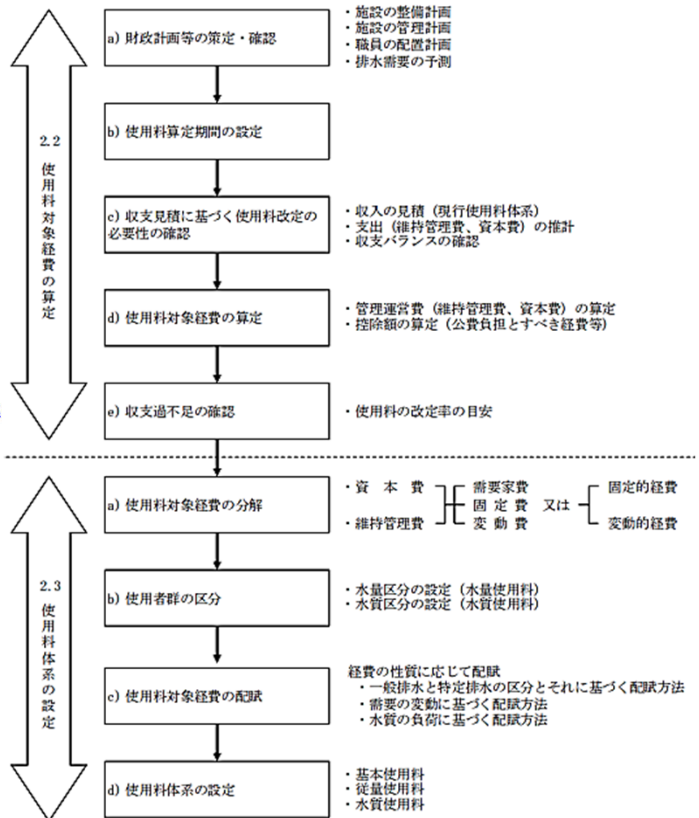 2.2 使用料対象経費の算定
a) 財政計画等の策定・確認
・施設の整備計画
・施設の管理計画
・職員の配置計画
・排水需要の予測
b) 使用料算定期間の設定
c) 収支見積に基づく使用料改定の
必要性の確認
・収入の見積（現行使用料体系）
・支出（維持管理費、資本費）の推計
・収支バランスの確認
d) 使用料対象経費の算定
・管理運営費（維持管理費、資本費）の算定
・控除額の算定（公費負担とすべき経費等）
e) 収支過不足の確認
・使用料の改定率の目安
2.3 使用料体系の設定
a) 使用料対象経費の分解
・資 本 費 需要家費 固定的経費
固 定 費 又は
・維持管理費 変 動 費 変動的経費
b) 使用者群の区分
・水量区分の設定（水量使用料）
・水質区分の設定（水質使用料）
c) 使用料対象経費の配賦
経費の性質に応じて配賦
・一般排水と特定排水の区分とそれに基づく配賦方法
・需要の変動に基づく配賦方法
・水質の負荷に基づく配賦方法
d) 使用料体系の設定
・基本使用料
・従量使用料
・水質使用料